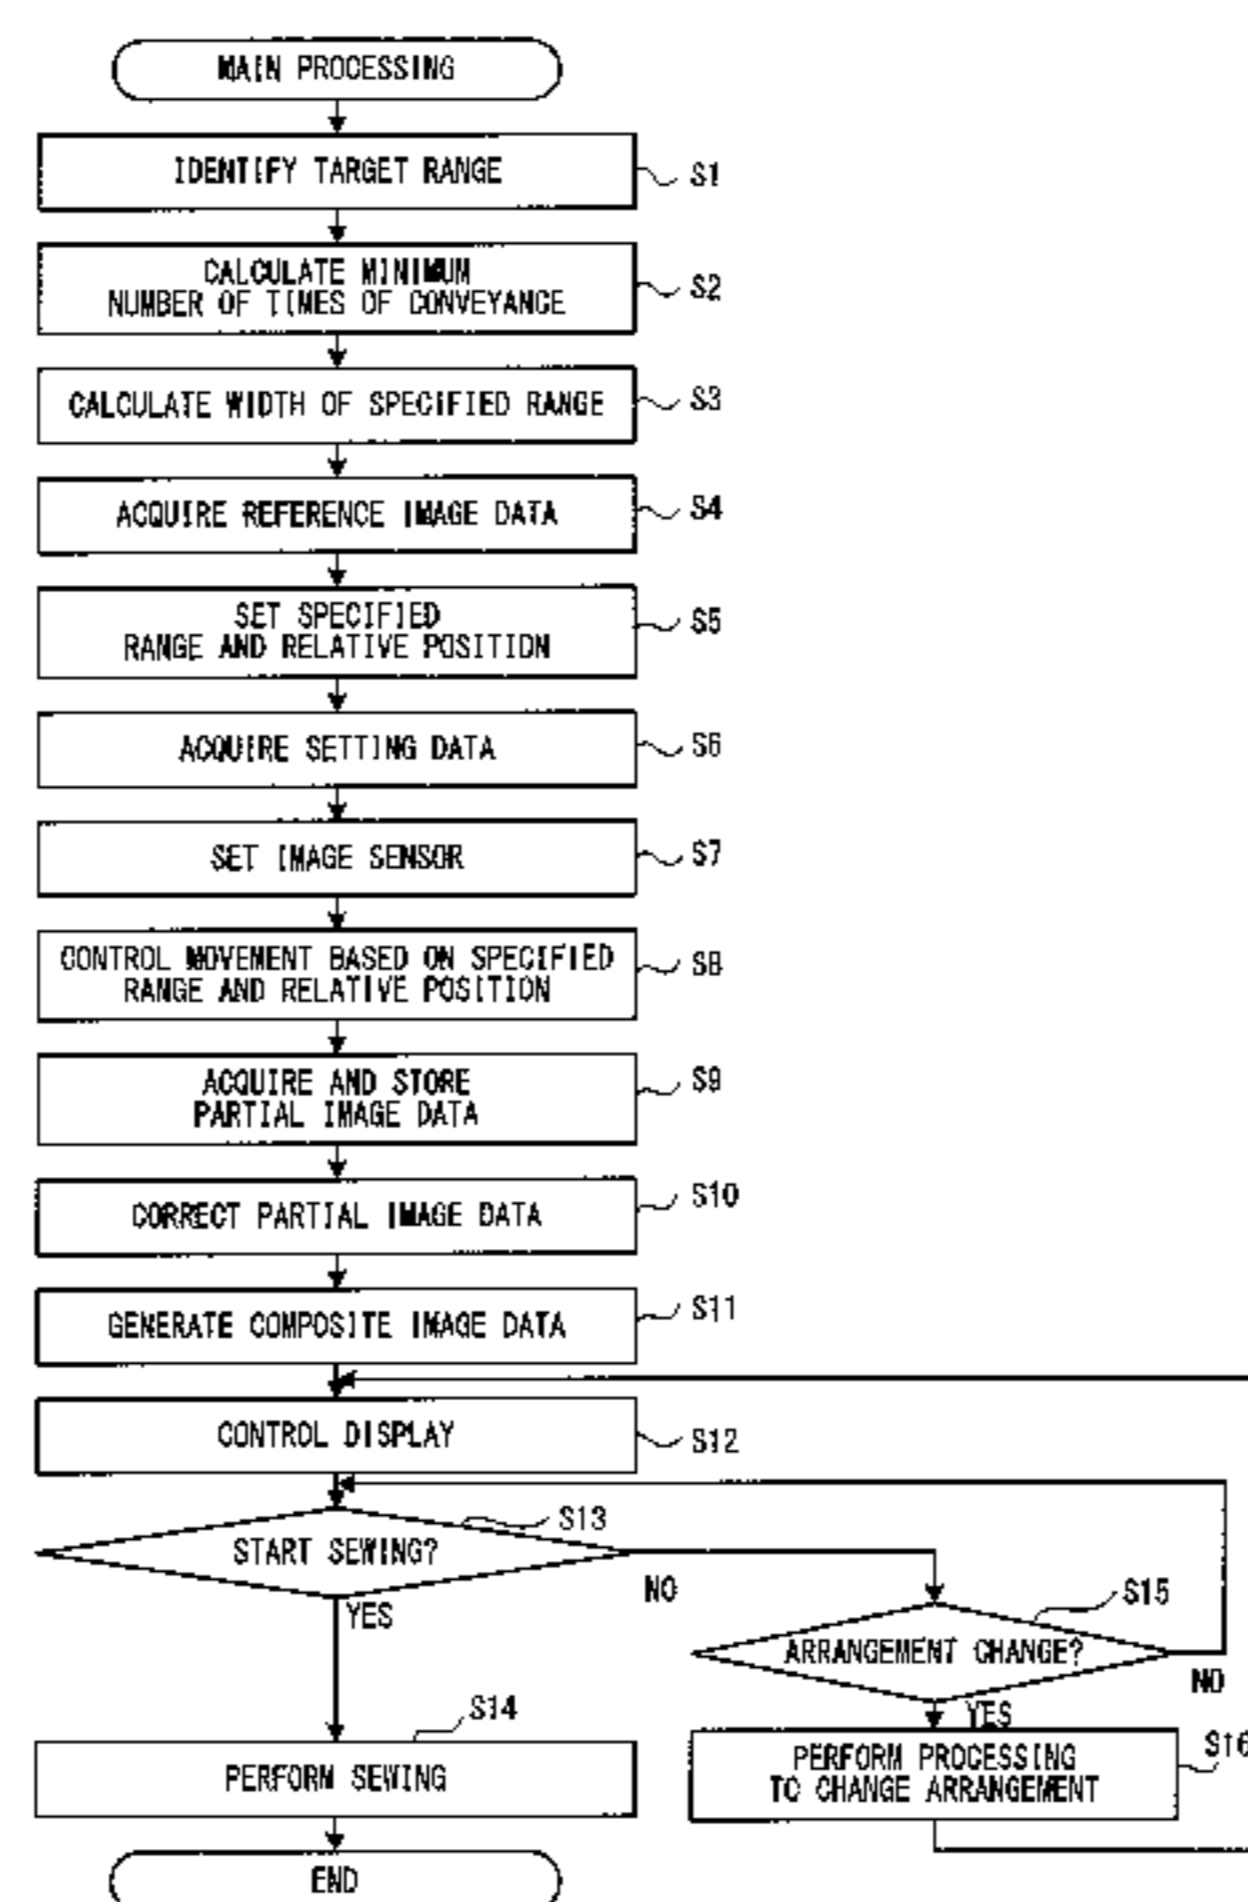 MAIN PROCESSING
IDENTIFY TARGET RANGE
S1
CALCULATE MINIMUM
NUMBER OF TIMES OF CONVEYANCE
S2
CALCULATE WIDTH OF SPECIFIED RANGE
S3
ACQUIRE REFERENCE IMAGE DATA
S4
SET SPECIFIED
RANGE AND RELATIVE POSITION
S5
ACQUIRE SETTING DATA
S6
SET IMAGE SENSOR
S7
CONTROL MOVEMENT BASED ON SPECIFIED
RANGE AND RELATIVE POSITION
S8
ACQUIRE AND STORE
PARTIAL IMAGE DATA
S9
CORRECT PARTIAL IMAGE DATA
S10
GENERATE COMPOSITE IMAGE DATA
S11
CONTROL DISPLAY
S12
S13
START SEWING?
NO
YES
S15
ARRANGEMENT CHANGE?
NO
YES
S14
PERFORM SEWING
S16
PERFORM PROCESSING
TO CHANGE ARRANGEMENT
END